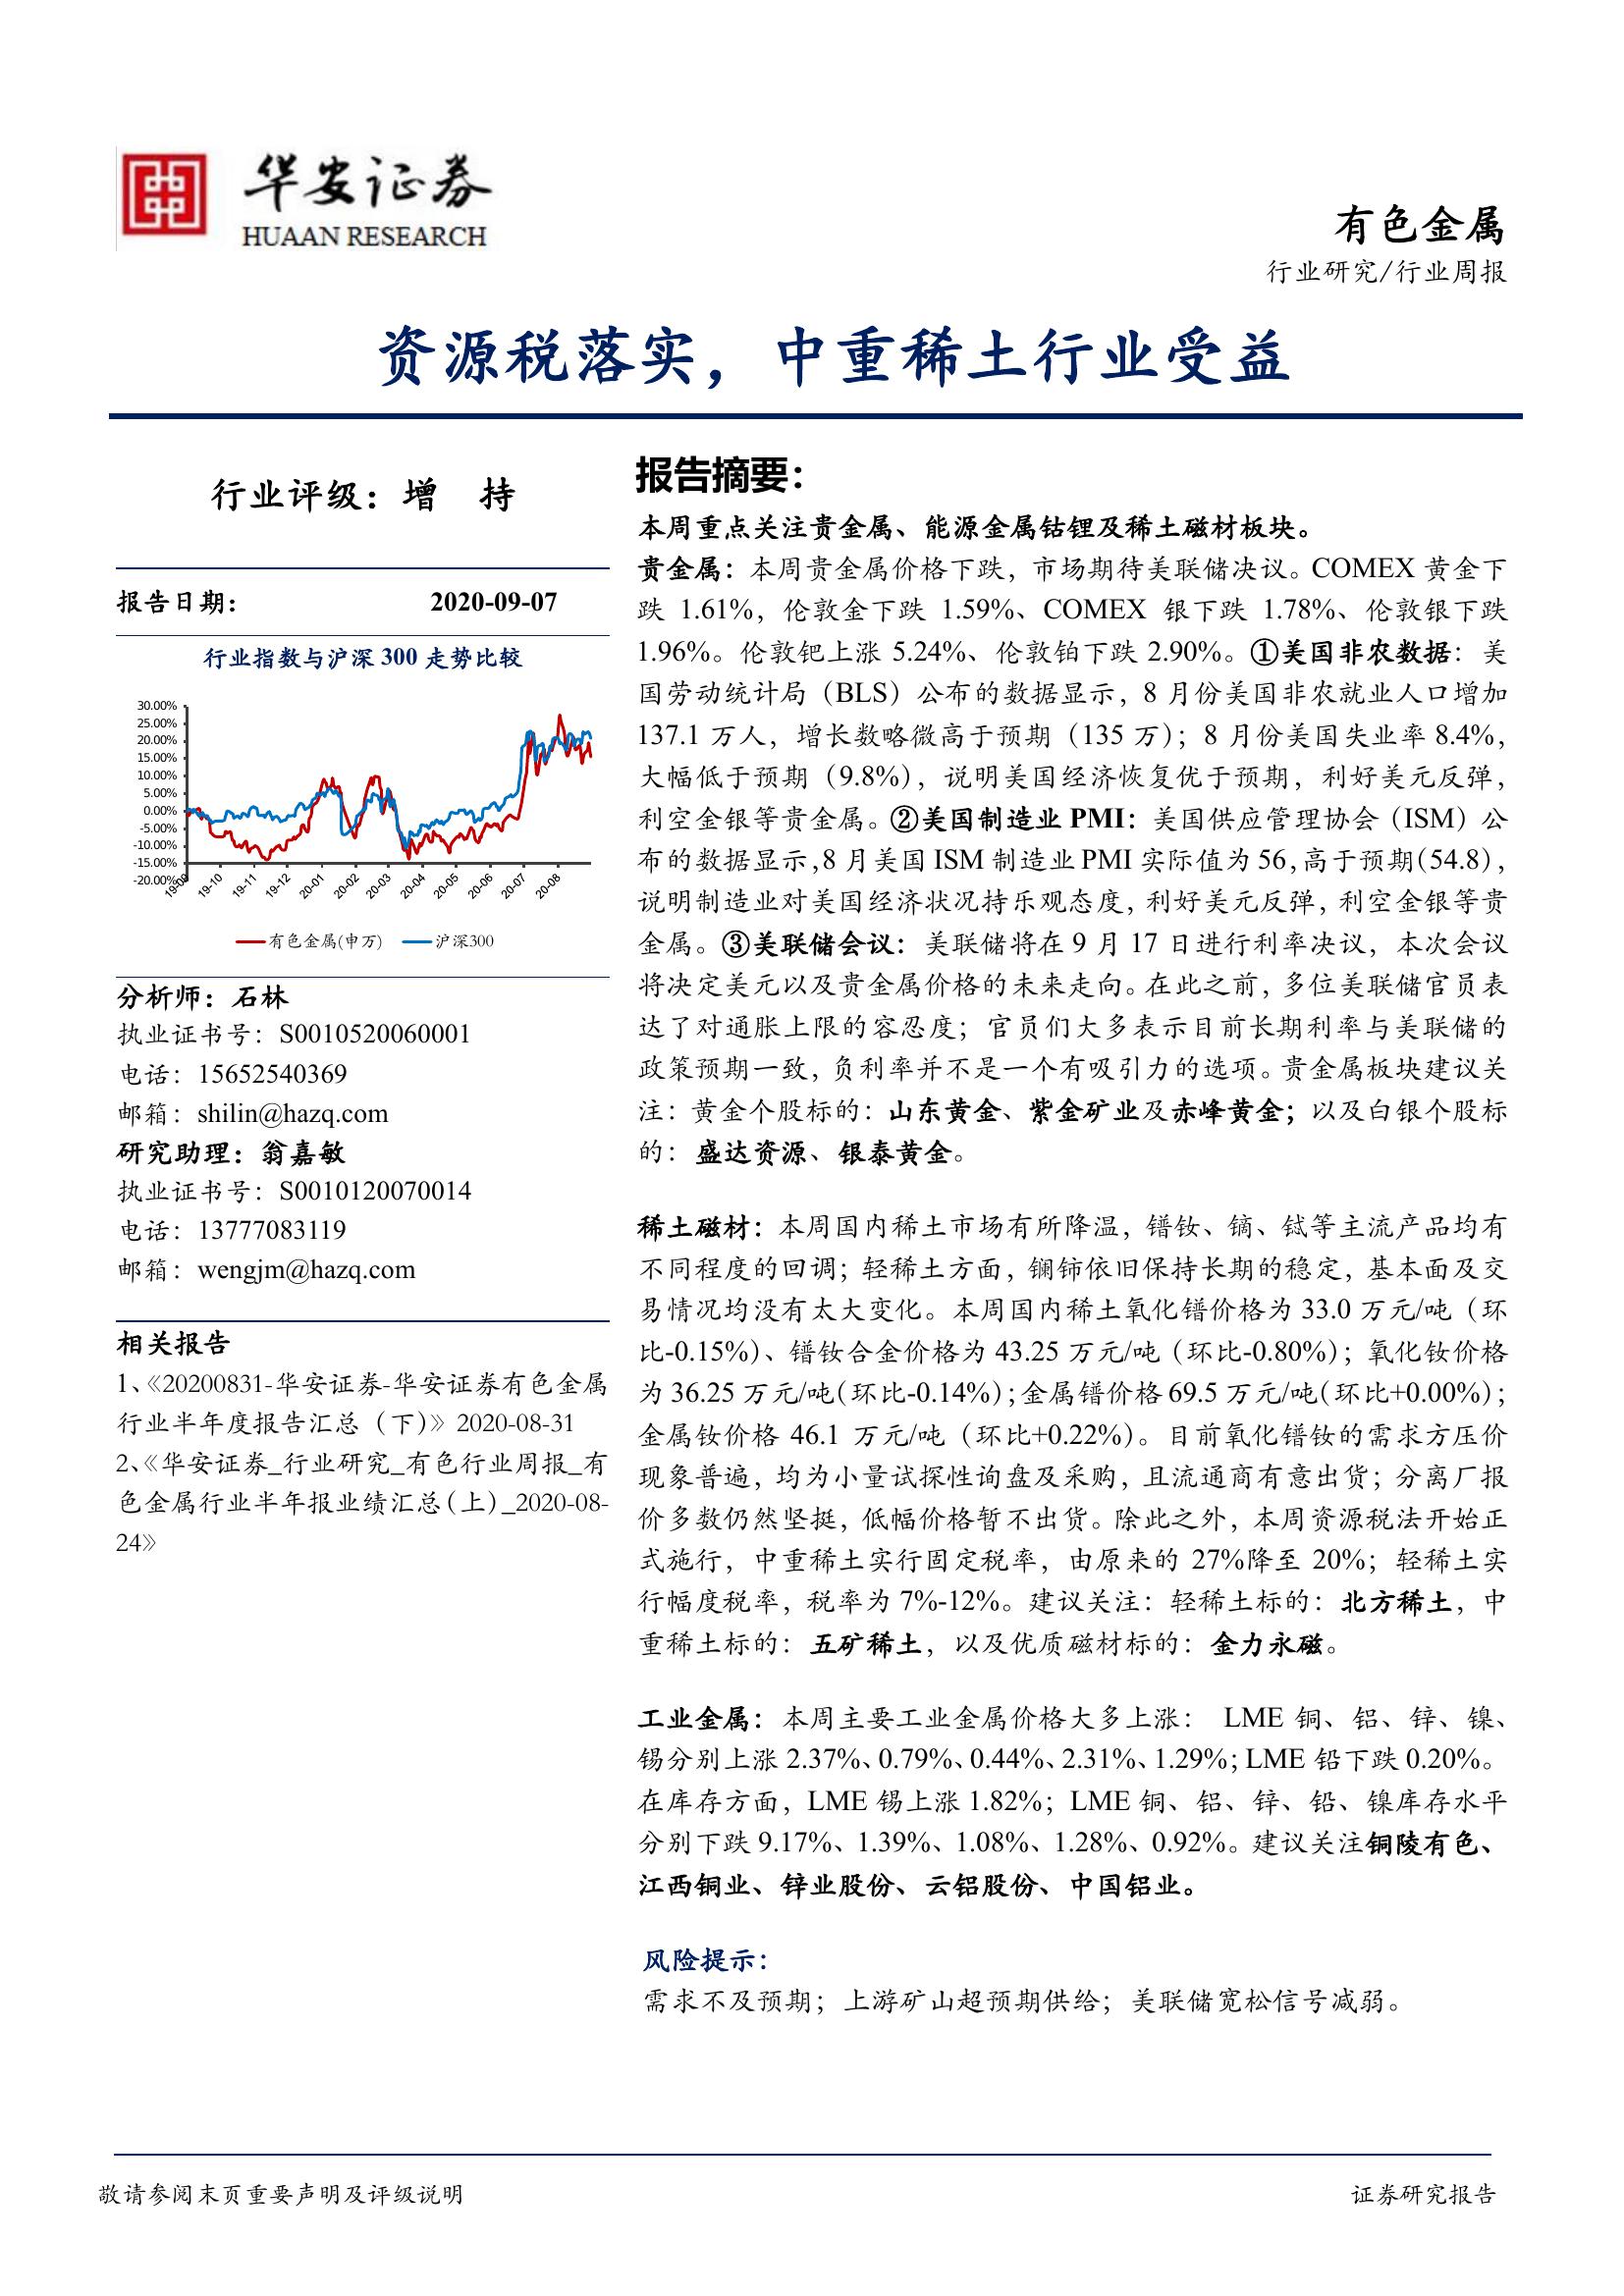 华安证券
HUAAN RESEARCH
有色金属
行业研究/行业周报
资源税落实，中重稀土行业受益
行业评级：增　持
报告日期： 2020-09-07
行业指数与沪深 300 走势比较
30.00%
25.00%
20.00%
15.00%
10.00%
5.00%
0.00%
-5.00%
-10.00%
-15.00%
-20.00%
19-09 19-10 19-11 19-12 20-01 20-02 20-03 20-04 20-05 20-06 20-07 20-08
有色金属(申万) 沪深300
分析师：石林
执业证书号：S0010520060001
电话：15652540369
邮箱：shilin@hazq.com
研究助理：翁嘉敏
执业证书号：S0010120070014
电话：13777083119
邮箱：wengjm@hazq.com
相关报告
1、《20200831-华安证券-华安证券有色金属
行业半年度报告汇总（下）》2020-08-31
2、《华安证券_行业研究_有色行业周报_有
色金属行业半年报业绩汇总（上）_2020-08-
24》
报告摘要：
本周重点关注贵金属、能源金属钴锂及稀土磁材板块。
贵金属：本周贵金属价格下跌，市场期待美联储决议。COMEX 黄金下
跌 1.61%，伦敦金下跌 1.59%、COMEX 银下跌 1.78%、伦敦银下跌
1.96%。伦敦钯上涨 5.24%、伦敦铂下跌 2.90%。①美国非农数据：美
国劳动统计局（BLS）公布的数据显示，8 月份美国非农就业人口增加
137.1 万人，增长数略微高于预期（135 万）；8 月份美国失业率 8.4%，
大幅低于预期（9.8%），说明美国经济恢复优于预期，利好美元反弹，
利空金银等贵金属。②美国制造业 PMI：美国供应管理协会（ISM）公
布的数据显示，8 月美国 ISM 制造业 PMI 实际值为 56，高于预期（54.8），
说明制造业对美国经济状况持乐观态度，利好美元反弹，利空金银等贵
金属。③美联储会议：美联储将在 9 月 17 日进行利率决议，本次会议
将决定美元以及贵金属价格的未来走向。在此之前，多位美联储官员表
达了对通胀上限的容忍度；官员们大多表示目前长期利率与美联储的
政策预期一致，负利率并不是一个有吸引力的选项。贵金属板块建议关
注：黄金个股标的：山东黄金、紫金矿业及赤峰黄金；以及白银个股标
的：盛达资源、银泰黄金。
稀土磁材：本周国内稀土市场有所降温，镨钕、镝、铽等主流产品均有
不同程度的回调；轻稀土方面，镧铈依旧保持长期的稳定，基本面及交
易情况均没有太大变化。本周国内稀土氧化镨价格为 33.0 万元/吨（环
比-0.15%）、镨钕合金价格为 43.25 万元/吨（环比-0.80%）；氧化钕价格
为 36.25 万元/吨（环比-0.14%）；金属镨价格 69.5 万元/吨（环比+0.00%）；
金属钕价格 46.1 万元/吨（环比+0.22%）。目前氧化镨钕的需求方压价
现象普遍，均为小量试探性询盘及采购，且流通商有意出货；分离厂报
价多数仍然坚挺，低幅价格暂不出货。除此之外，本周资源税法开始正
式施行，中重稀土实行固定税率，由原来的 27%降至 20%；轻稀土实
行幅度税率，税率为 7%-12%。建议关注：轻稀土标的：北方稀土，中
重稀土标的：五矿稀土，以及优质磁材标的：金力永磁。
工业金属：本周主要工业金属价格大多上涨： LME 铜、铝、锌、镍、
锡分别上涨 2.37%、0.79%、0.44%、2.31%、1.29%；LME 铅下跌 0.20%。
在库存方面，LME 锡上涨 1.82%；LME 铜、铝、锌、铅、镍库存水平
分别下跌 9.17%、1.39%、1.08%、1.28%、0.92%。建议关注铜陵有色、
江西铜业、锌业股份、云铝股份、中国铝业。
风险提示：
需求不及预期；上游矿山超预期供给；美联储宽松信号减弱。
敬请参阅末页重要声明及评级说明 证券研究报告